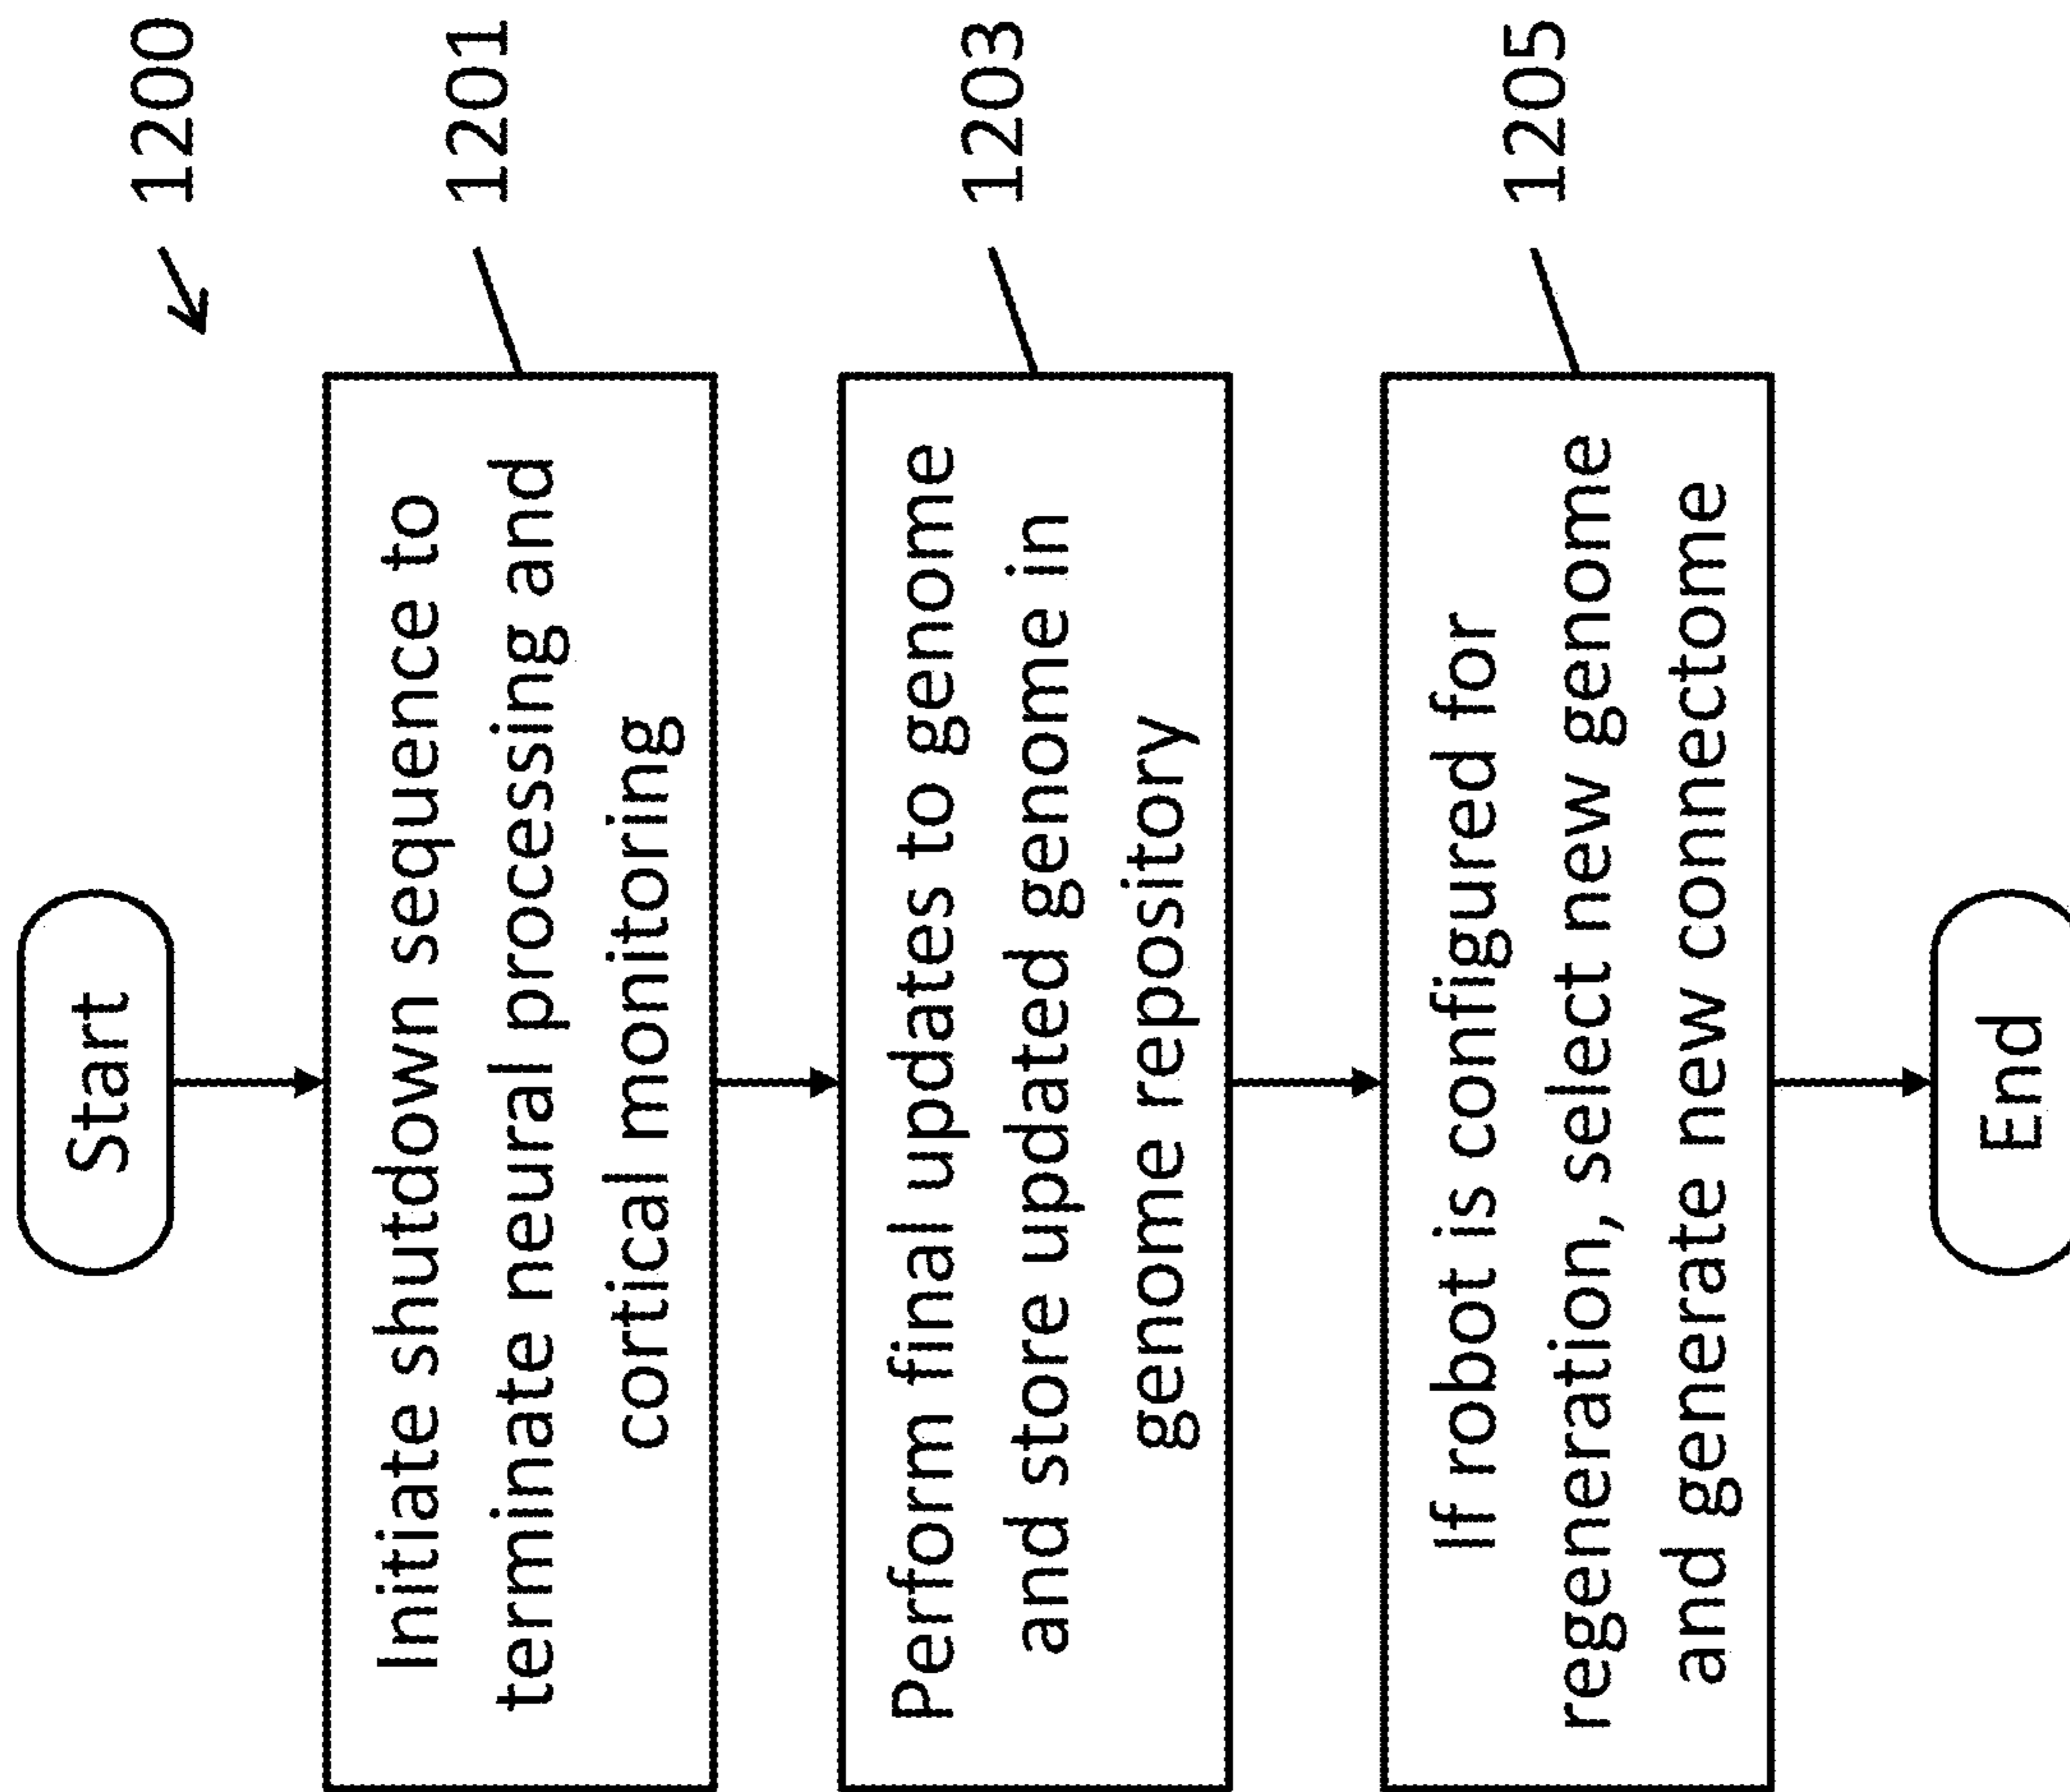 1200
Start
Initiate shutdown sequence to
terminate neural processing and
cortical monitoring
1201
Perform final updates to genome
and store updated genome in
genome repository
1203
If robot is configured for
regeneration, select new genome
and generate new connectome
1205
End